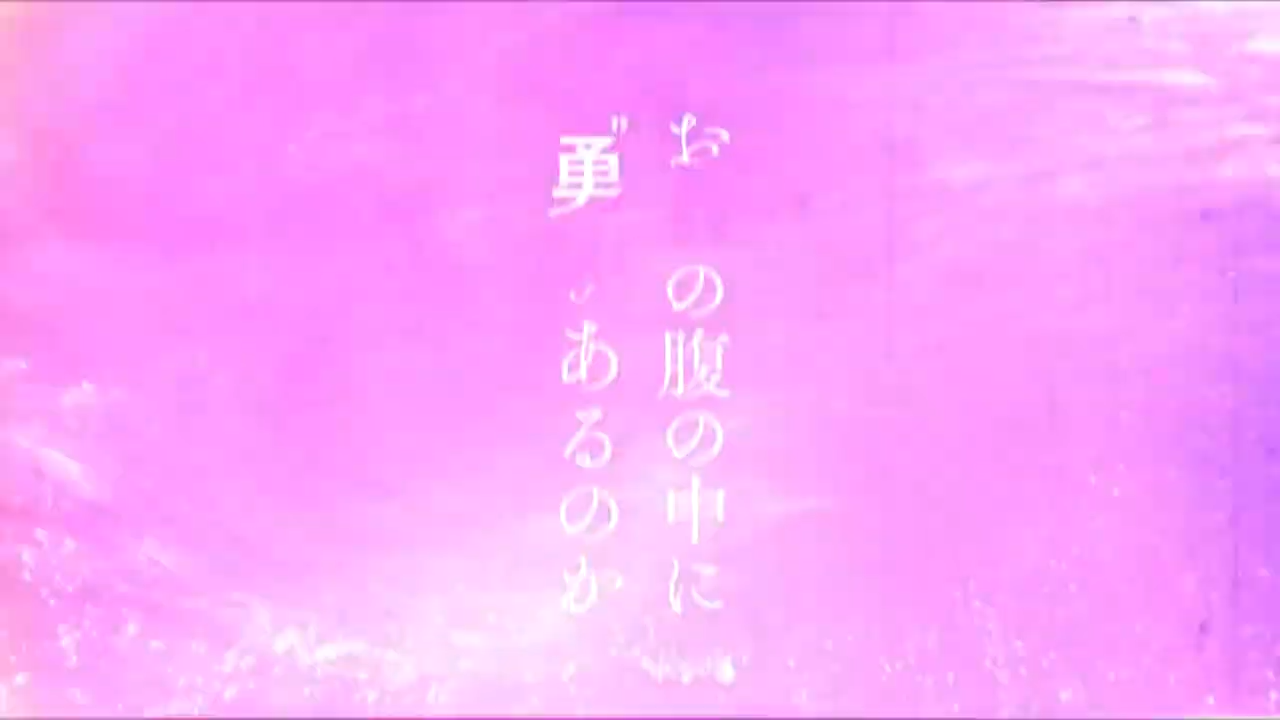 お の腹の中に
勇 あるのか